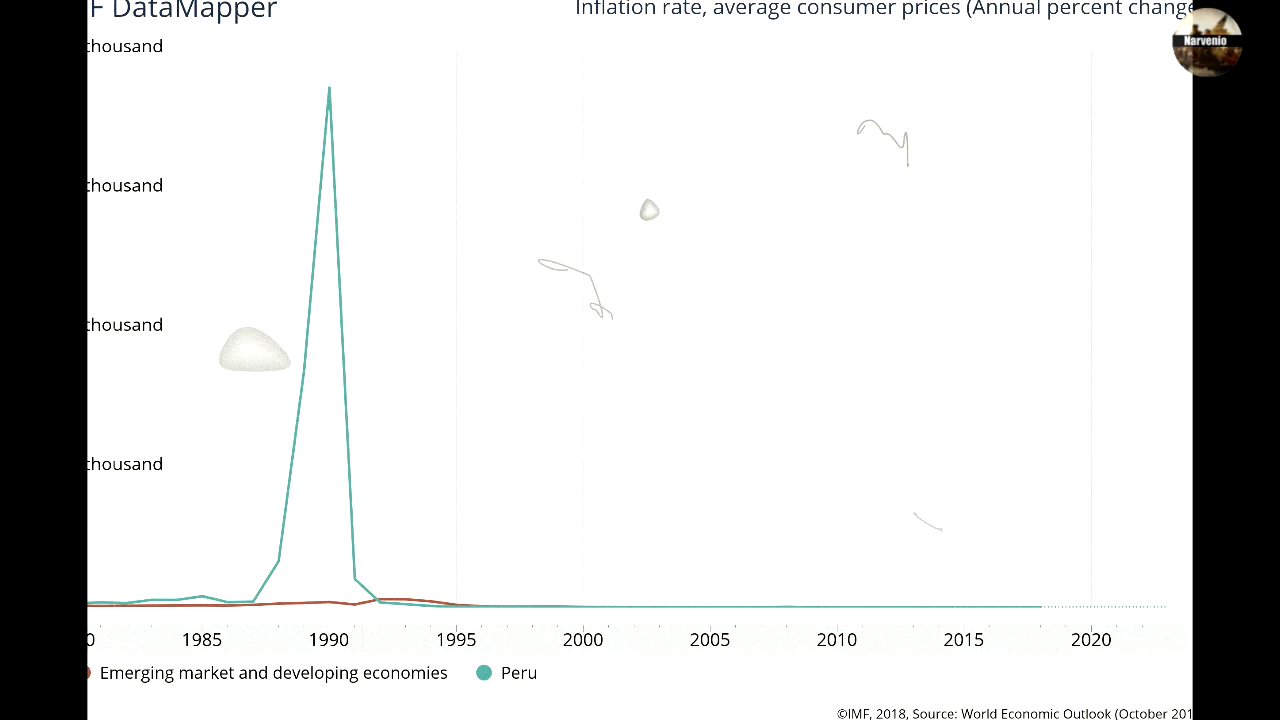 F DataMapper
Inflation rate, average consumer prices (Annual percent change
Narvenio
thousand
thousand
thousand
thousand
0 1985 1990 1995 2000 2005 2010 2015 2020
Emerging market and developing economies Peru
©IMF, 2018, Source: World Economic Outlook (October 201